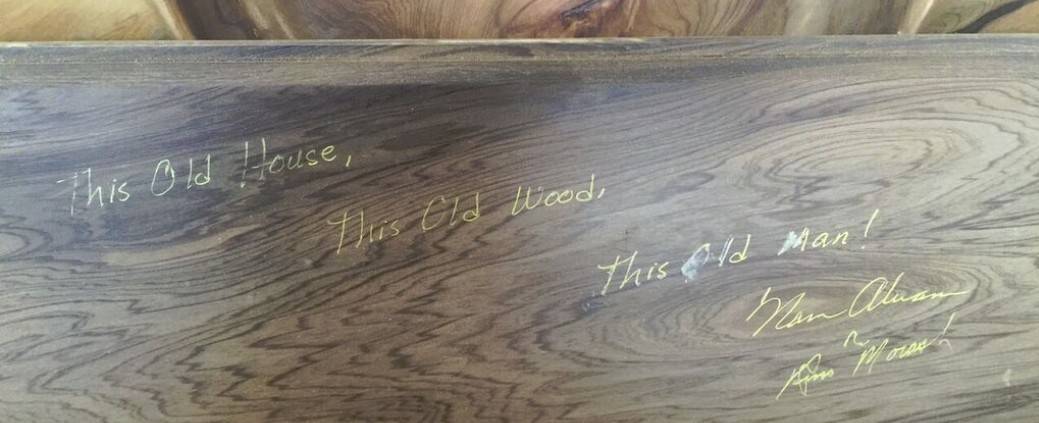 This Old House,
This Old Wood,
This Old Man!